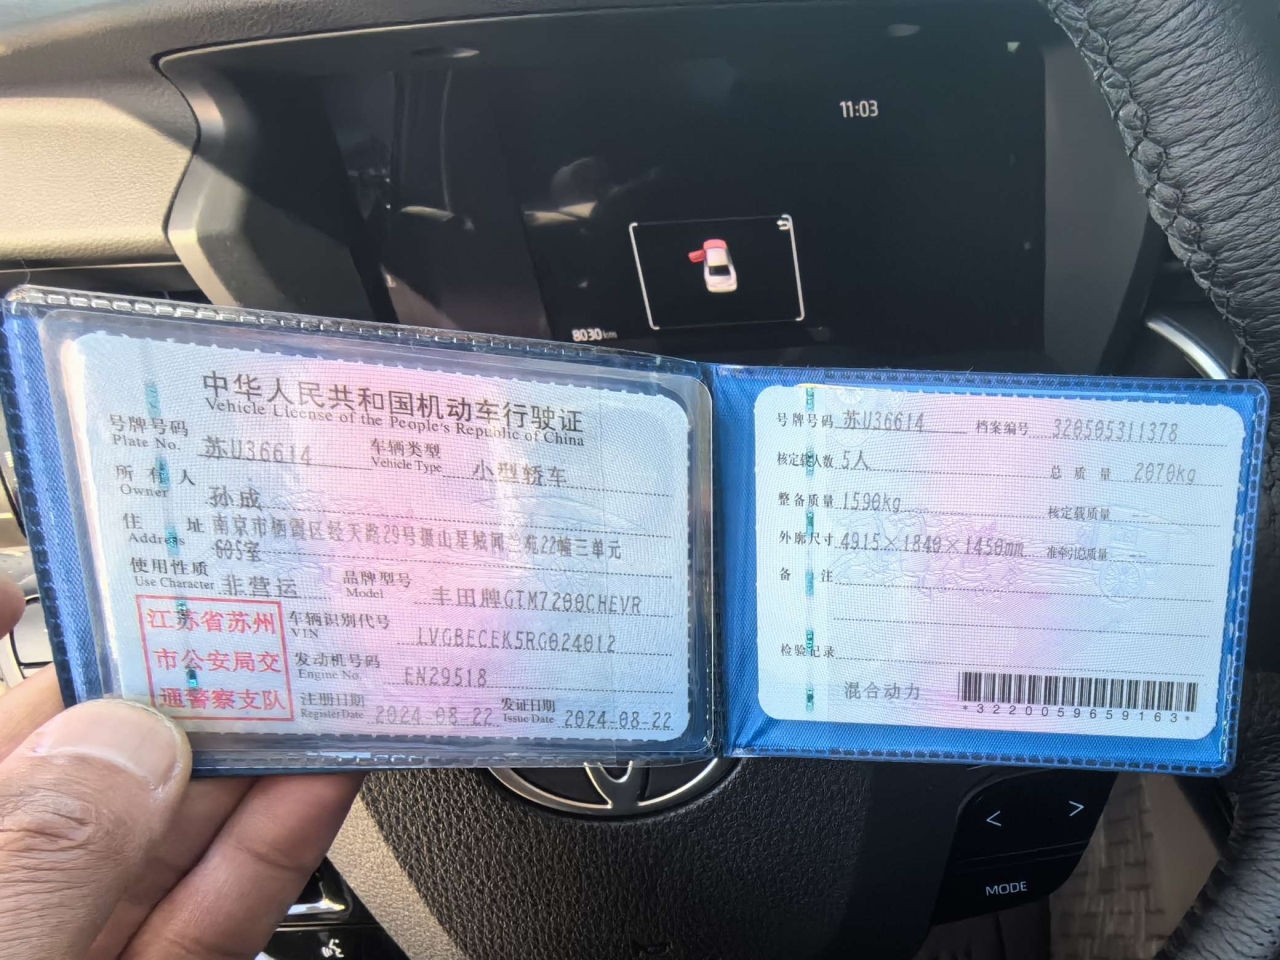 11:03
8030km
中华人民共和国机动车行驶证
Vehicle License of the People's Republic of China
号牌号码 苏U36614 车辆类型 小型轿车
Plate No. Vehicle Type
所有人 孙成
Owner
住址 南京市栖霞区经天路29号摄山星城闻兰苑22幢三单元
Address 605室
使用性质 非营运 品牌型号 丰田牌GTM7200CHEVR
Use Character Model
江苏省苏州
市公安局交
通警察支队
车辆识别代号 LVGBECEK5RG024012
VIN
发动机号码 EN29518
Engine No.
注册日期 2024-08-22 发证日期 2024-08-22
Register Date Issue Date
号牌号码 苏U36614 档案编号 320505311378
核定载人数 5人 总质量 2070kg
整备质量 1590kg 核定载质量
外廓尺寸 4915×1840×1450mm 准牵引总质量
备注
检验记录
混合动力
*3220059659163*
< >
MODE